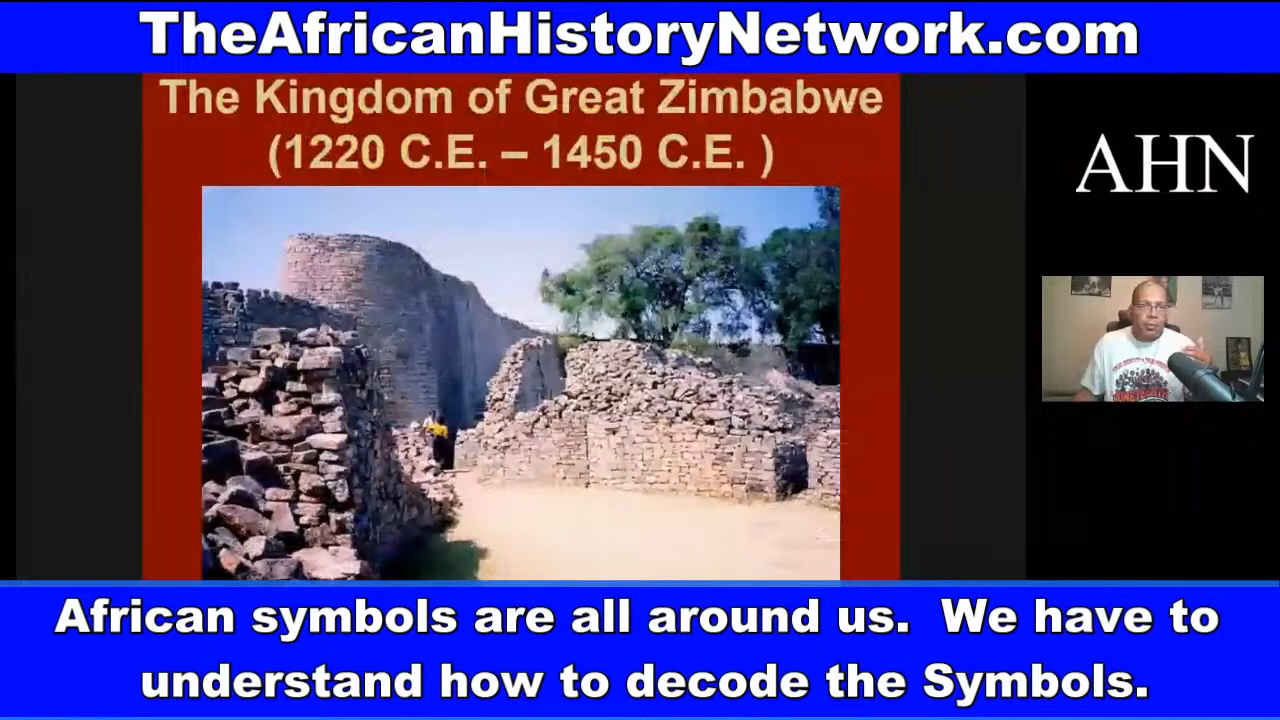 TheAfricanHistoryNetwork.com
The Kingdom of Great Zimbabwe
(1220 C.E. – 1450 C.E. )
AHN
African symbols are all around us.  We have to
understand how to decode the Symbols.